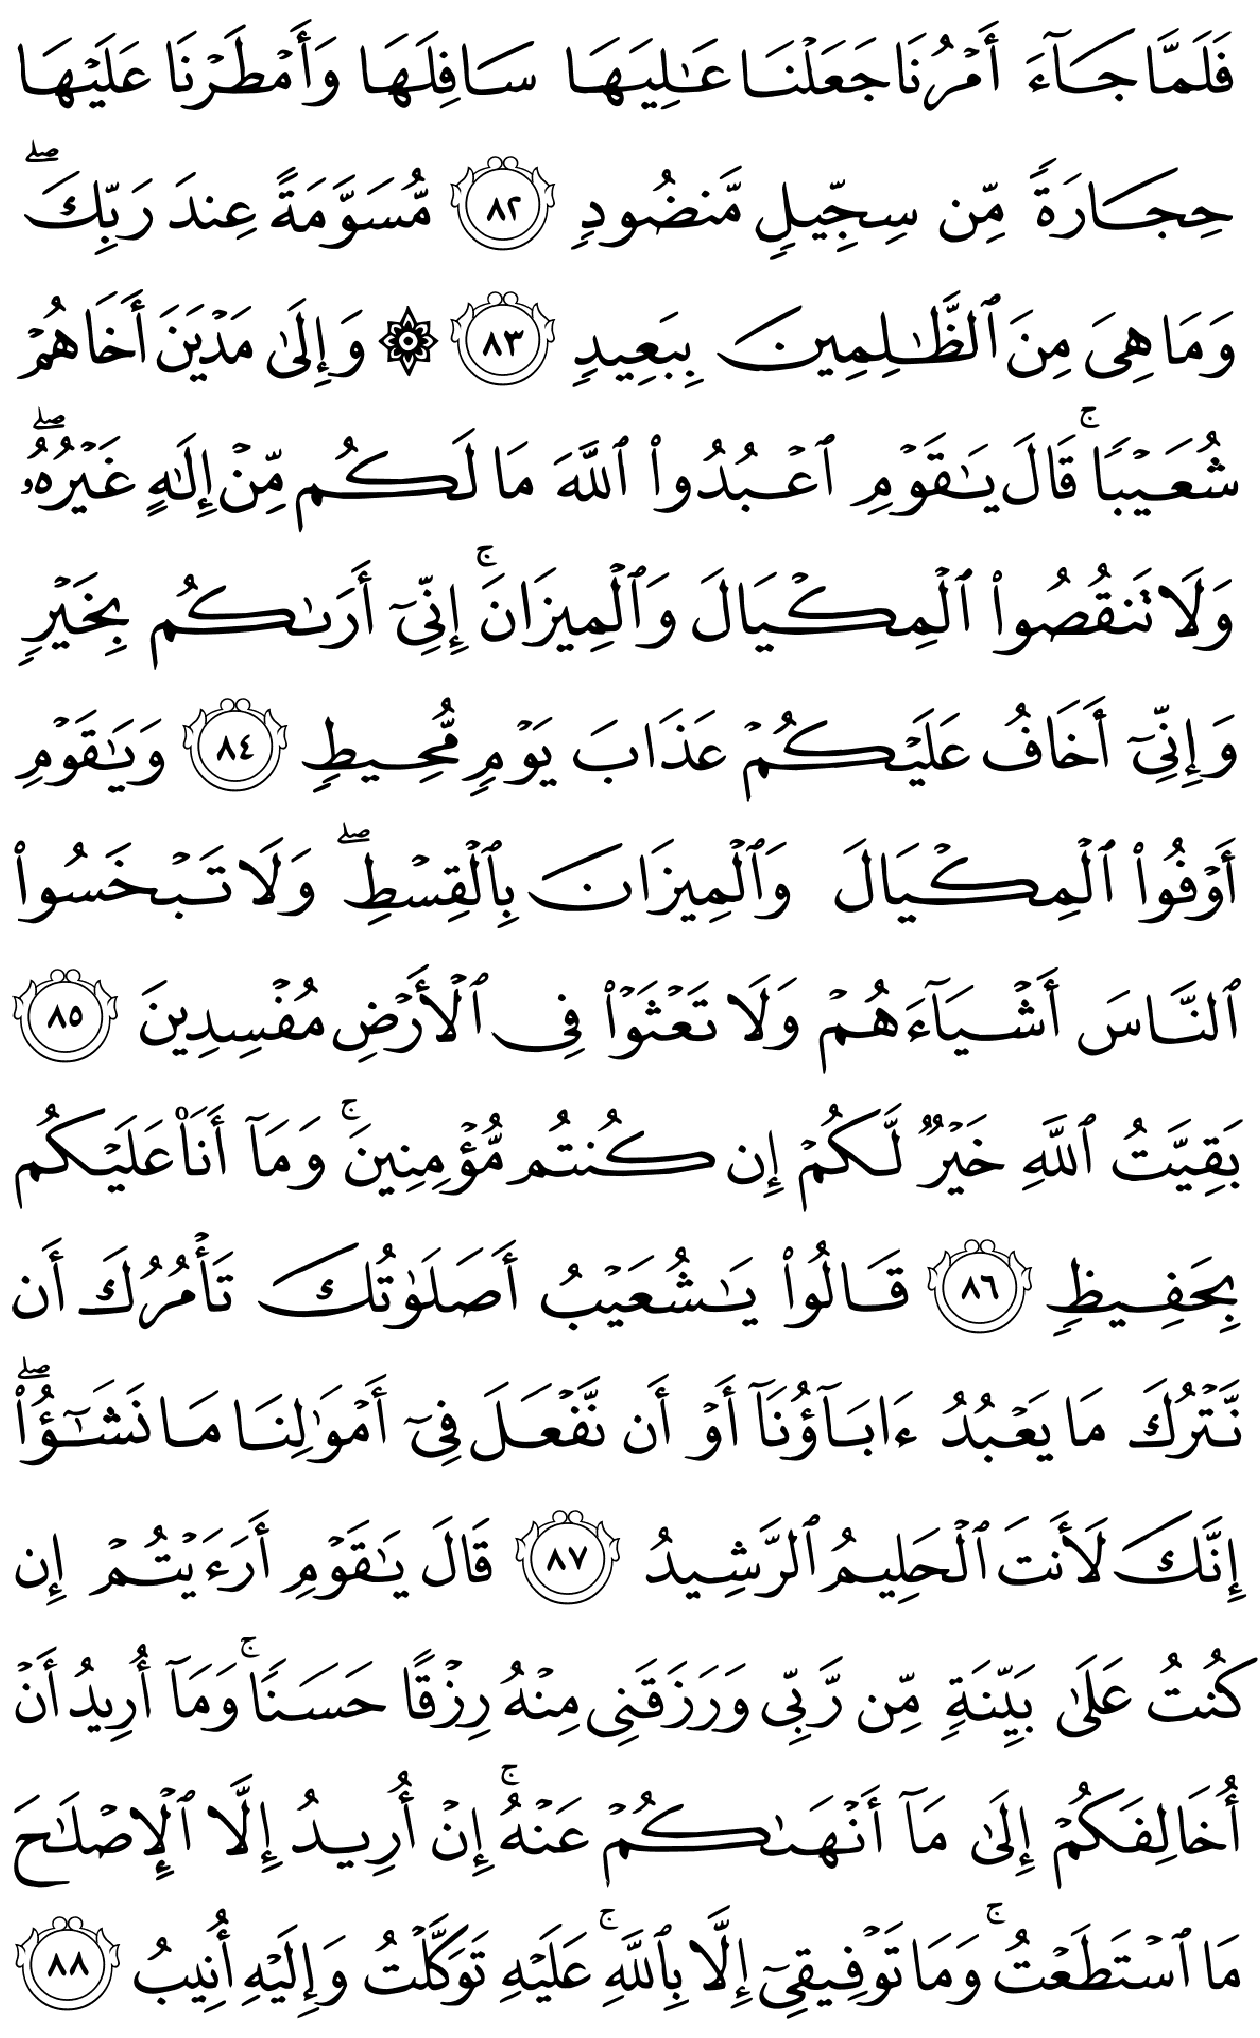 فَلَمَّا جَآءَ أَمۡرُنَا جَعَلۡنَا عَٰلِيَهَا سَافِلَهَا وَأَمۡطَرۡنَا عَلَيۡهَا
حِجَارَةٗ مِّن سِجِّيلٖ مَّنضُودٖ ٨٢ مُّسَوَّمَةً عِندَ رَبِّكَۖ
وَمَا هِيَ مِنَ ٱلظَّٰلِمِينَ بِبَعِيدٖ ٨٣ ۞ وَإِلَىٰ مَدۡيَنَ أَخَاهُمۡ
شُعَيۡبٗاۚ قَالَ يَٰقَوۡمِ ٱعۡبُدُواْ ٱللَّهَ مَا لَكُم مِّنۡ إِلَٰهٍ غَيۡرُهُۥۖ
وَلَا تَنقُصُواْ ٱلۡمِكۡيَالَ وَٱلۡمِيزَانَۚ إِنِّيٓ أَرَىٰكُم بِخَيۡرٖ
وَإِنِّيٓ أَخَافُ عَلَيۡكُمۡ عَذَابَ يَوۡمٖ مُّحِيطٖ ٨٤ وَيَٰقَوۡمِ
أَوۡفُواْ ٱلۡمِكۡيَالَ وَٱلۡمِيزَانَ بِٱلۡقِسۡطِۖ وَلَا تَبۡخَسُواْ
ٱلنَّاسَ أَشۡيَآءَهُمۡ وَلَا تَعۡثَوۡاْ فِي ٱلۡأَرۡضِ مُفۡسِدِينَ ٨٥
بَقِيَّتُ ٱللَّهِ خَيۡرٞ لَّكُمۡ إِن كُنتُم مُّؤۡمِنِينَۚ وَمَآ أَنَا۠ عَلَيۡكُم
بِحَفِيظٖ ٨٦ قَالُواْ يَٰشُعَيۡبُ أَصَلَوٰتُكَ تَأۡمُرُكَ أَن
نَّتۡرُكَ مَا يَعۡبُدُ ءَابَآؤُنَآ أَوۡ أَن نَّفۡعَلَ فِيٓ أَمۡوَٰلِنَا مَا نَشَٰٓؤُاْۖ
إِنَّكَ لَأَنتَ ٱلۡحَلِيمُ ٱلرَّشِيدُ ٨٧ قَالَ يَٰقَوۡمِ أَرَءَيۡتُمۡ إِن
كُنتُ عَلَىٰ بَيِّنَةٖ مِّن رَّبِّي وَرَزَقَنِي مِنۡهُ رِزۡقًا حَسَنٗاۚ وَمَآ أُرِيدُ أَنۡ
أُخَالِفَكُمۡ إِلَىٰ مَآ أَنۡهَىٰكُمۡ عَنۡهُۚ إِنۡ أُرِيدُ إِلَّا ٱلۡإِصۡلَٰحَ
مَا ٱسۡتَطَعۡتُۚ وَمَا تَوۡفِيقِيٓ إِلَّا بِٱللَّهِۚ عَلَيۡهِ تَوَكَّلۡتُ وَإِلَيۡهِ أُنِيبُ ٨٨